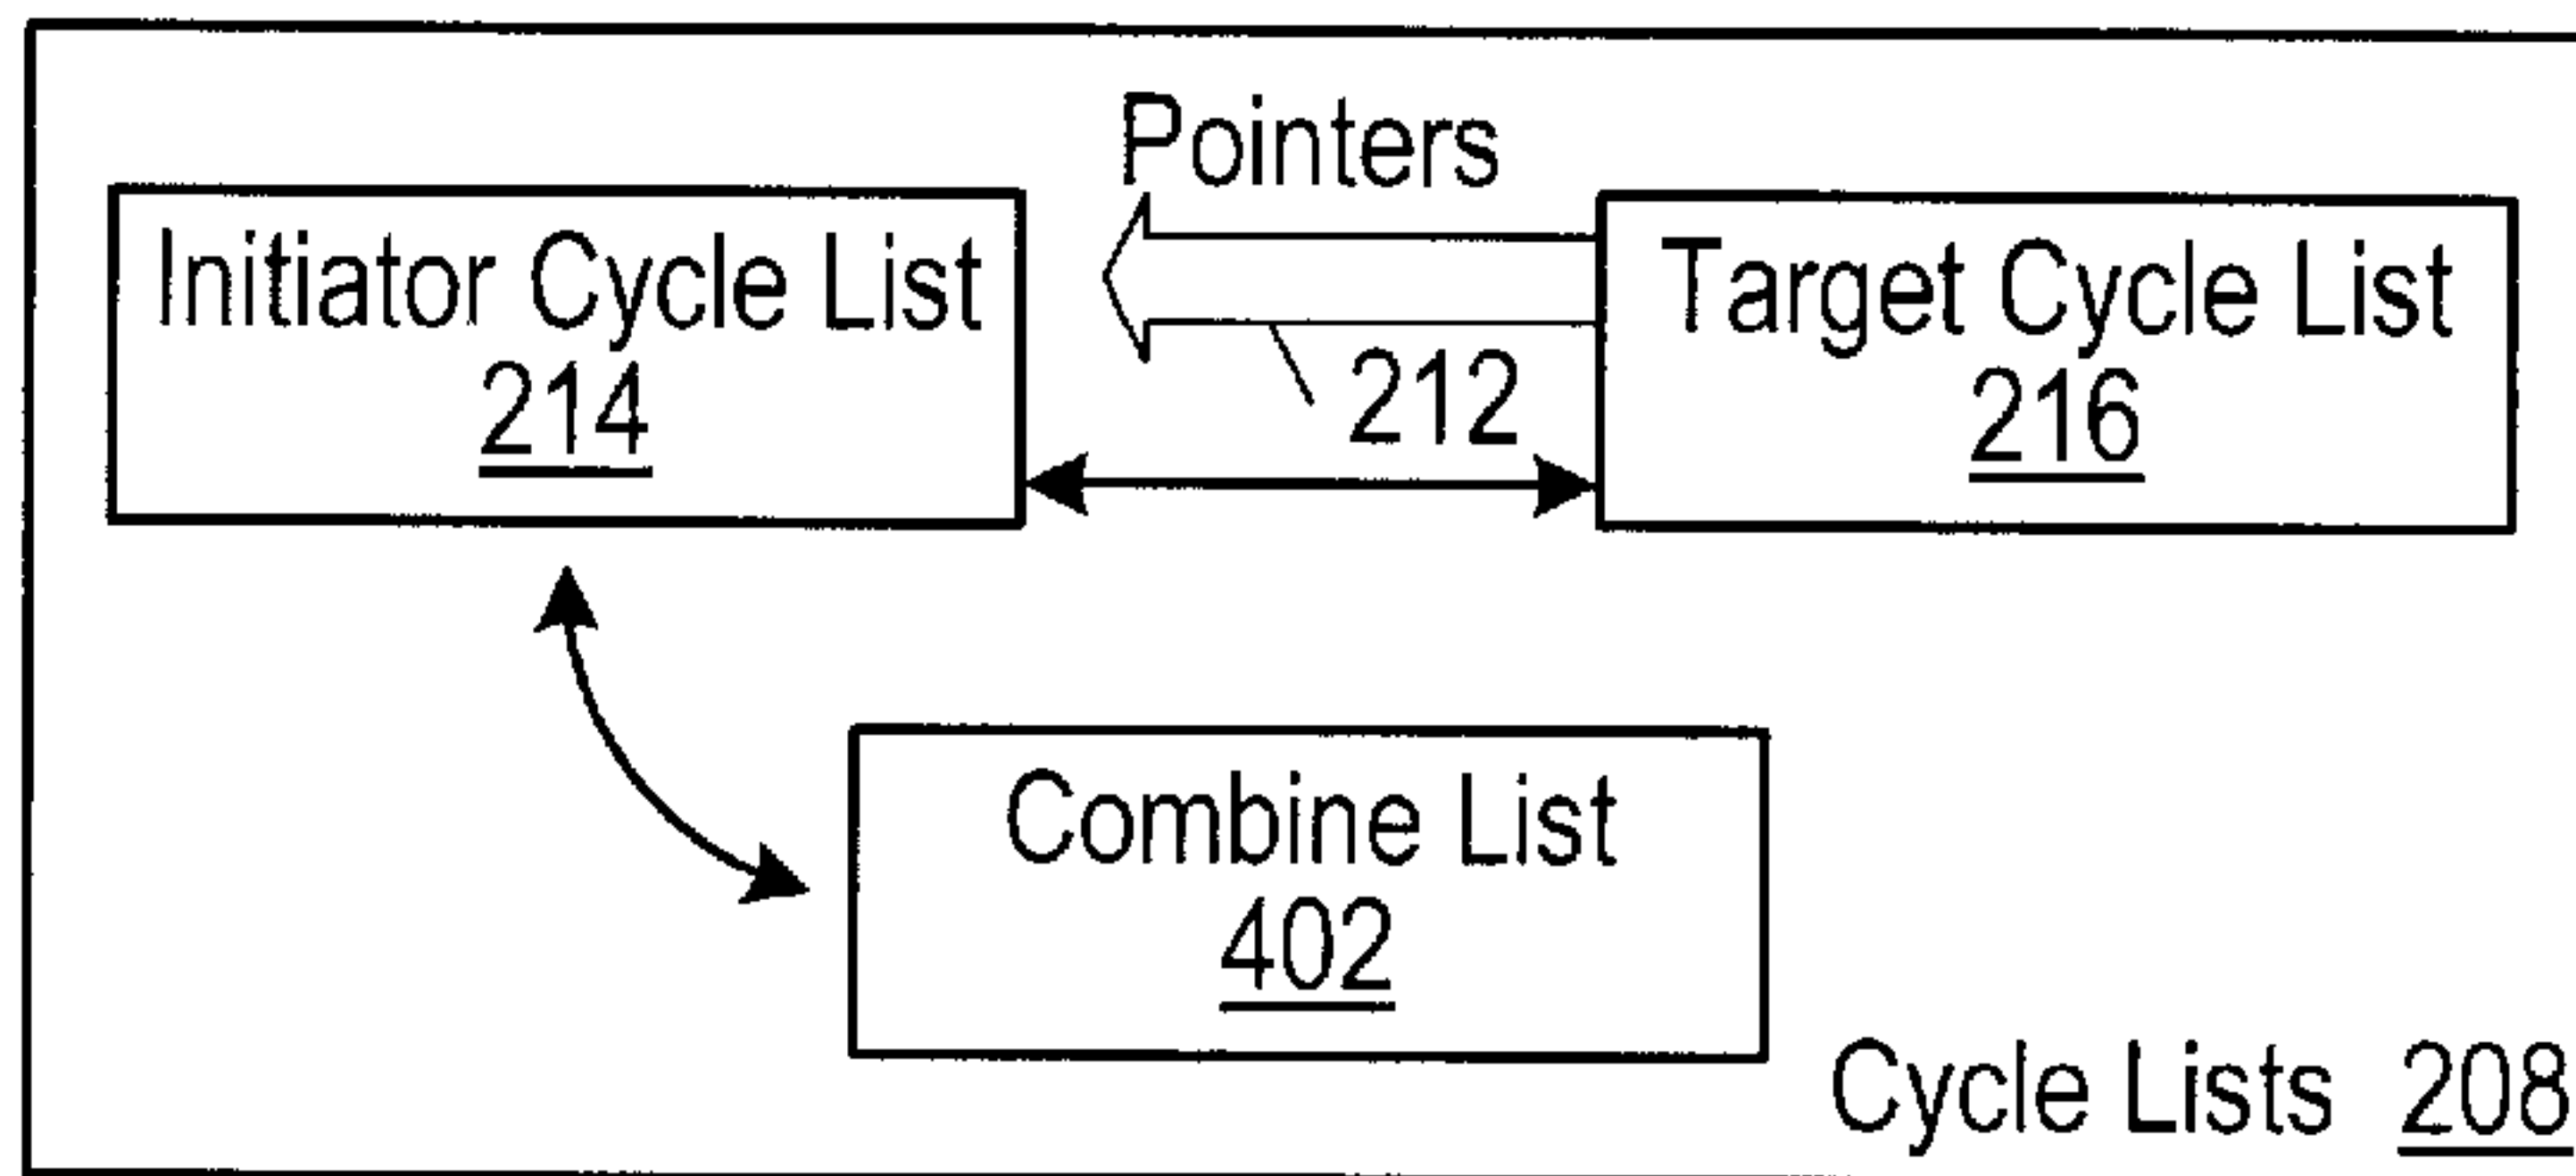 Pointers
Initiator Cycle List
214
212
Target Cycle List
216
Combine List
402
Cycle Lists 208